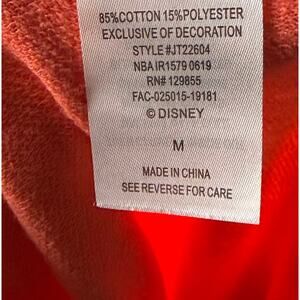 85%COTTON 15%POLYESTER
EXCLUSIVE OF DECORATION
STYLE #JT22604
NBA IR1579 0619
RN# 129855
FAC-025015-19181
© DISNEY
M
MADE IN CHINA
SEE REVERSE FOR CARE